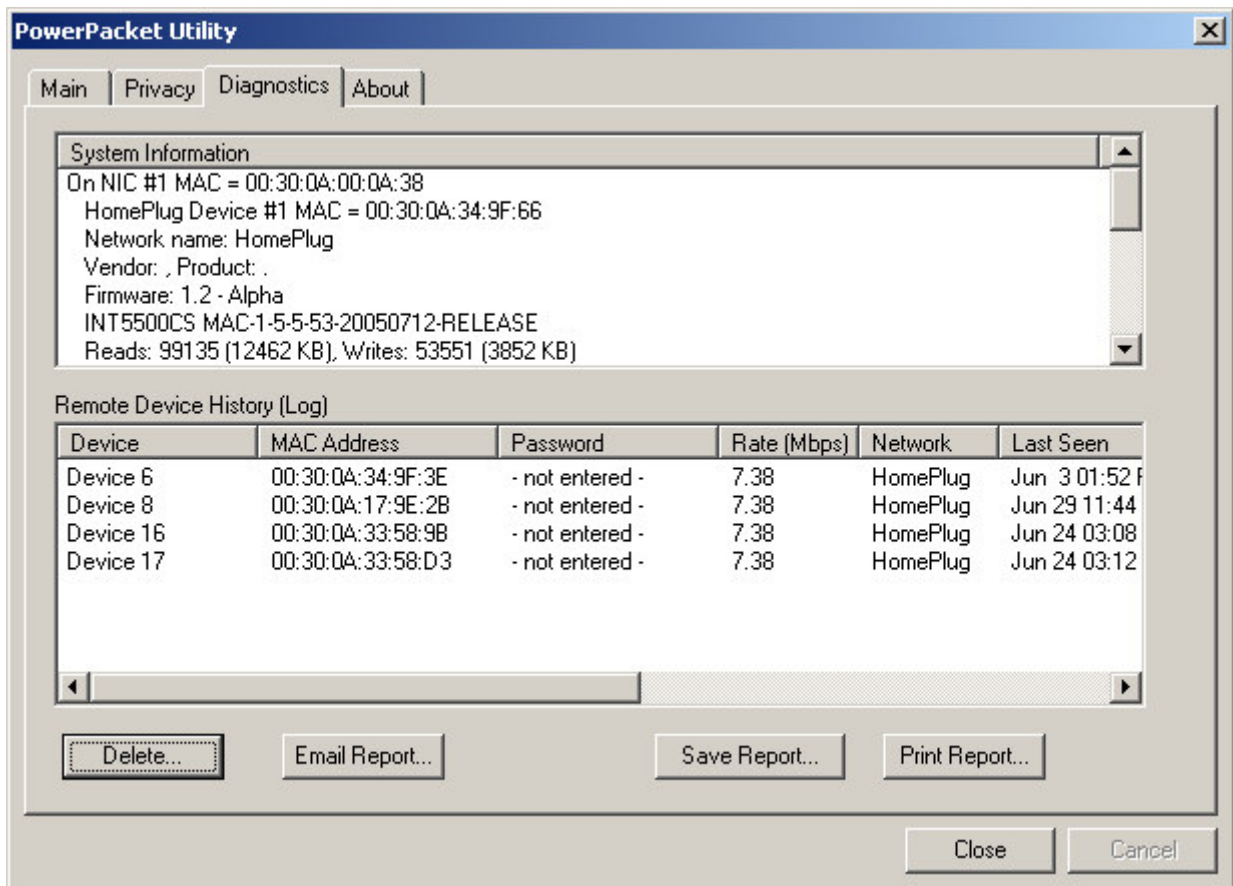 PowerPacket Utility
Main Privacy Diagnostics About
System Information
On NIC #1 MAC = 00:30:0A:00:0A:38
HomePlug Device #1 MAC = 00:30:0A:34:9F:66
Network name: HomePlug
Vendor: , Product: .
Firmware: 1.2 - Alpha
INT5500CS MAC-1-5-5-53-20050712-RELEASE
Reads: 99135 (12462 KB), Writes: 53551 (3852 KB)
Remote Device History (Log)
Device MAC Address Password Rate (Mbps) Network Last Seen
Device 6 00:30:0A:34:9F:3E - not entered - 7.38 HomePlug Jun 3 01:52
Device 8 00:30:0A:17:9E:2B - not entered - 7.38 HomePlug Jun 29 11:44
Device 16 00:30:0A:33:58:9B - not entered - 7.38 HomePlug Jun 24 03:08
Device 17 00:30:0A:33:58:D3 - not entered - 7.38 HomePlug Jun 24 03:12
Delete... Email Report... Save Report... Print Report...
Close Cancel